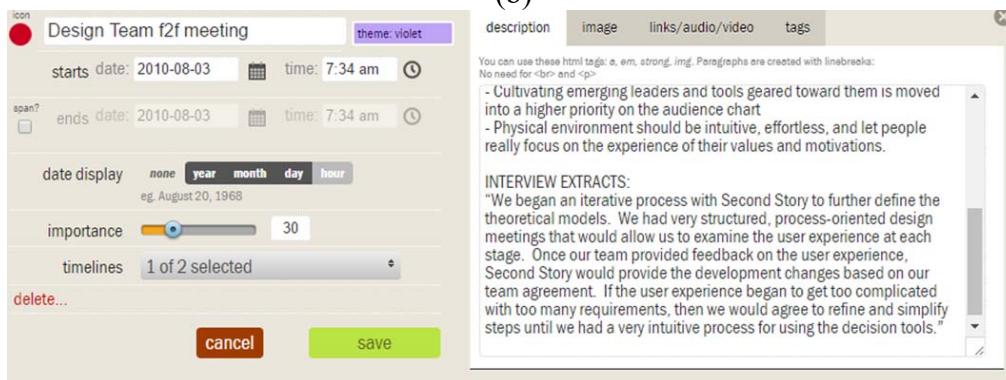 (b)
icon
Design Team f2f meeting
theme: violet
starts date: 2010-08-03 time: 7:34 am
span?
ends date: 2010-08-03 time: 7:34 am
date display none year month day hour
eg. August 20, 1968
importance 30
timelines 1 of 2 selected
delete...
cancel save
description image links/audio/video tags
You can use these html tags: a, em, strong, img. Paragraphs are created with linebreaks:
No need for <br> and <p>
- Cultivating emerging leaders and tools geared toward them is moved
into a higher priority on the audience chart
- Physical environment should be intuitive, effortless, and let people
really focus on the experience of their values and motivations.
INTERVIEW EXTRACTS:
“We began an iterative process with Second Story to further define the
theoretical models. We had very structured, process-oriented design
meetings that would allow us to examine the user experience at each
stage. Once our team provided feedback on the user experience,
Second Story would provide the development changes based on our
team agreement. If the user experience began to get too complicated
with too many requirements, then we would agree to refine and simplify
steps until we had a very intuitive process for using the decision tools.”